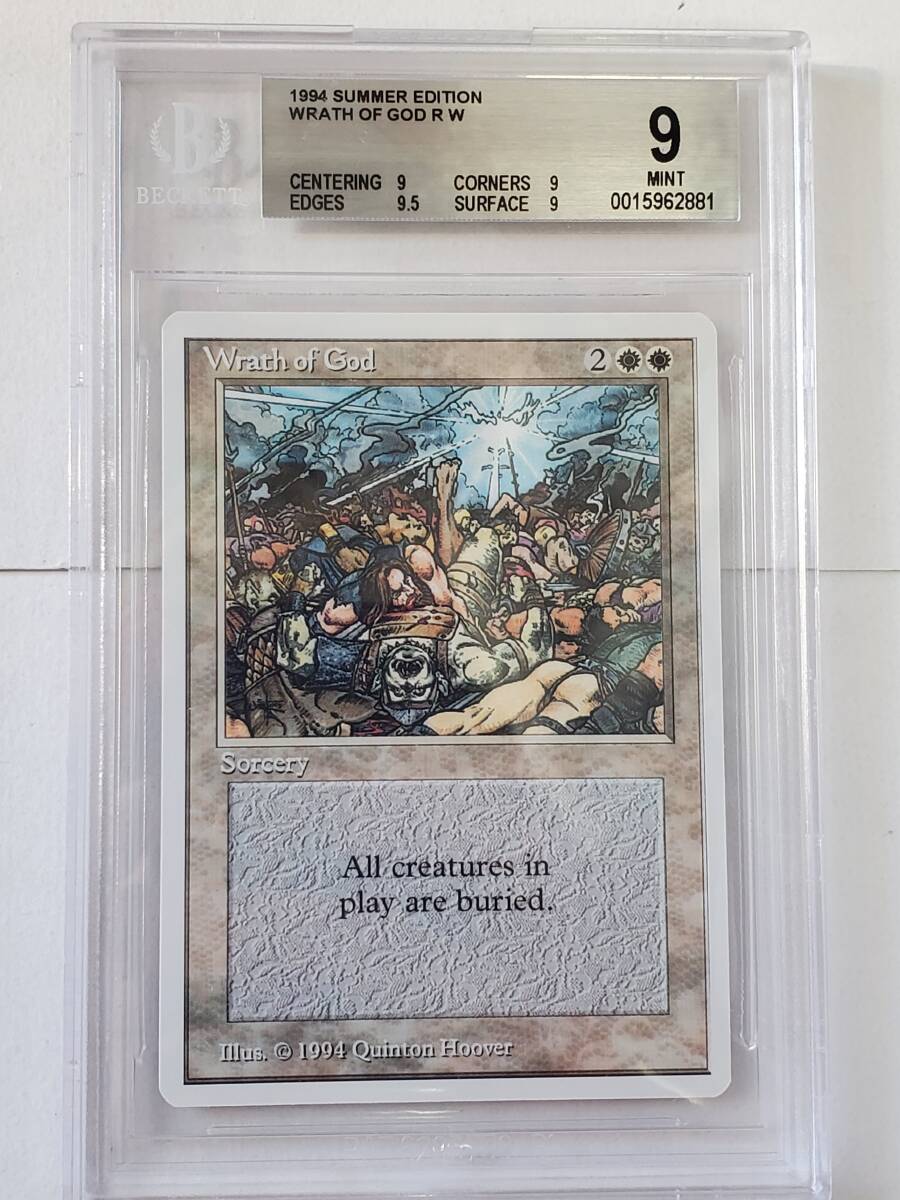 B
BECKETT
1994 SUMMER EDITION
WRATH OF GOD R W
CENTERING 9 CORNERS 9
EDGES 9.5 SURFACE 9
9
MINT
0015962881
Wrath of God 2
Sorcery
All creatures in
play are buried.
Illus. © 1994 Quinton Hoover